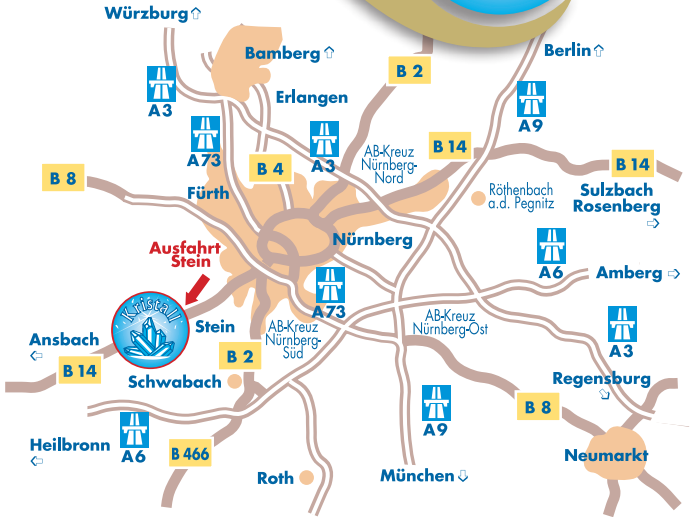 Würzburg⇧
Bamberg⇧
Berlin⇧
B 2
Erlangen
A3
A9
A73
A3
B 14
AB-Kreuz
Nürnberg-
Nord
B 4
B 14
B 8
Fürth
Röthenbach
a.d. Pegnitz
Sulzbach
Rosenberg
⇨
Nürnberg
Ausfahrt
Stein
A6
Amberg ⇨
A73
Kristall
Stein
AB-Kreuz
Nürnberg-
Süd
AB-Kreuz
Nürnberg-Ost
Ansbach
⇦
A3
B 2
B 14
Schwabach
Regensburg
B 8
A9
A6
Heilbronn
⇦
B 466
Neumarkt
Roth
München⇩